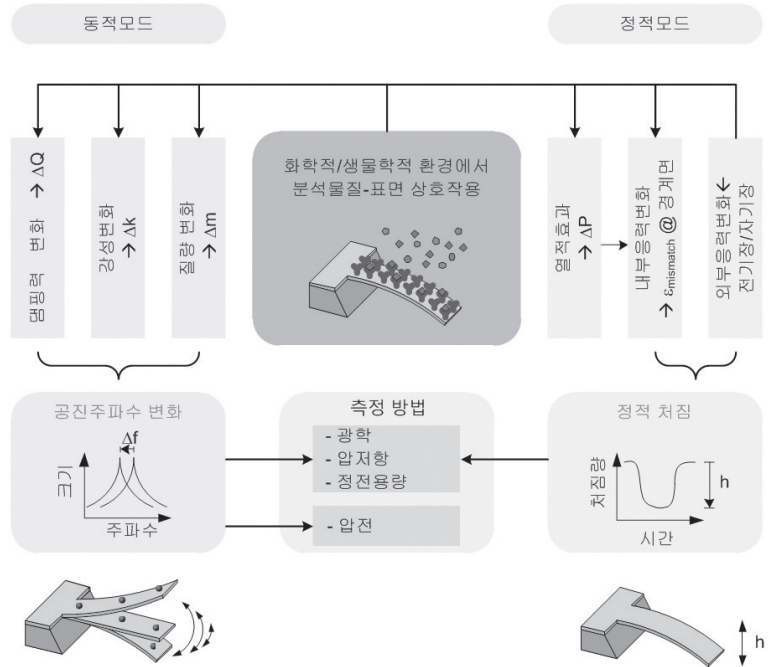 동적모드
정적모드
댐핑력 변화 → ΔQ
강성변화
→ Δk
질량 변화
→ Δm
화학적/생물학적 환경에서
분석물질-표면 상호작용
열적효과
→ ΔP
내부응력변화
→ εmismatch @ 경계면
외부응력변화←
전기장/자기장
공진주파수 변화
Δf
크기
주파수
측정 방법
- 광학
- 압저항
- 정전용량
- 압전
정적 처짐
처짐량
h
시간
h